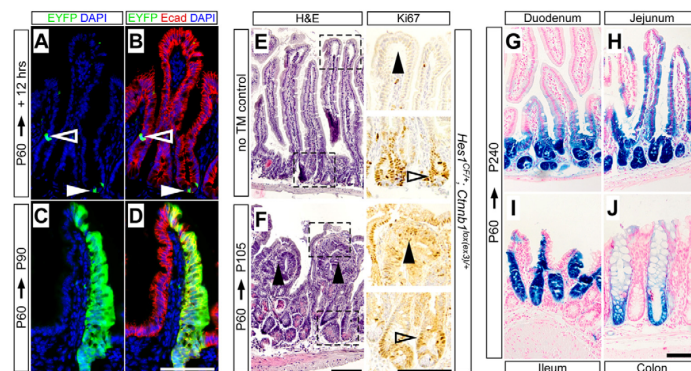 EYFP DAPI
EYFP Ecad DAPI
H&E
Ki67
Duodenum
Jejunum
A
B
E
G
H
P60 → + 12 hrs
no TM control
Hes1CF/+; Ctnnb1lox(ex3)/+
P60 → P240
C
D
F
I
J
P60 → P90
P60 → P105
Ileum
Colon